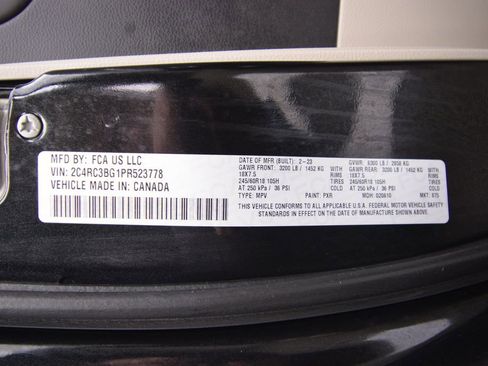 MFD BY: FCA US LLC
VIN: 2C4RC3BG1PR523778
VEHICLE MADE IN: CANADA
DATE OF MFR (BUILT): 2-23 GVWR: 6300 LB / 2858 KG
GAWR FRONT: 3200 LB / 1452 KG WITH GAWR REAR: 3200 LB / 1452 KG WITH
18X7.5 RIMS 18X7.5 RIMS
245/60R18 105H TIRES 245/60R18 105H TIRES
AT 250 kPa / 36 PSI AT 250 kPa / 36 PSI
TYPE: MPV PAINT: PXR MDH: 020610 MKT: 075
THIS VEHICLE CONFORMS TO ALL APPLICABLE U.S.A. FEDERAL MOTOR VEHICLE SAFETY
STANDARDS IN EFFECT ON THE DATE OF MANUFACTURE SHOWN ABOVE.